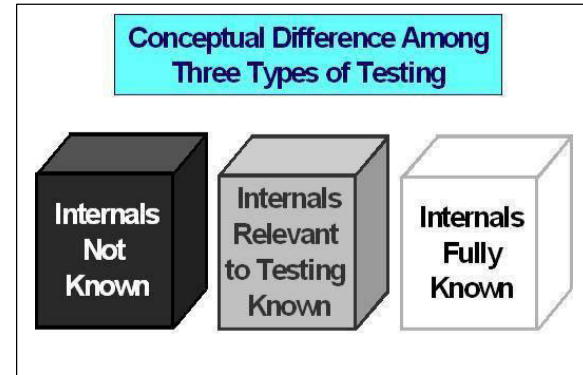 Conceptual Difference Among
Three Types of Testing
Internals
Not
Known
Internals
Relevant
to Testing
Known
Internals
Fully
Known